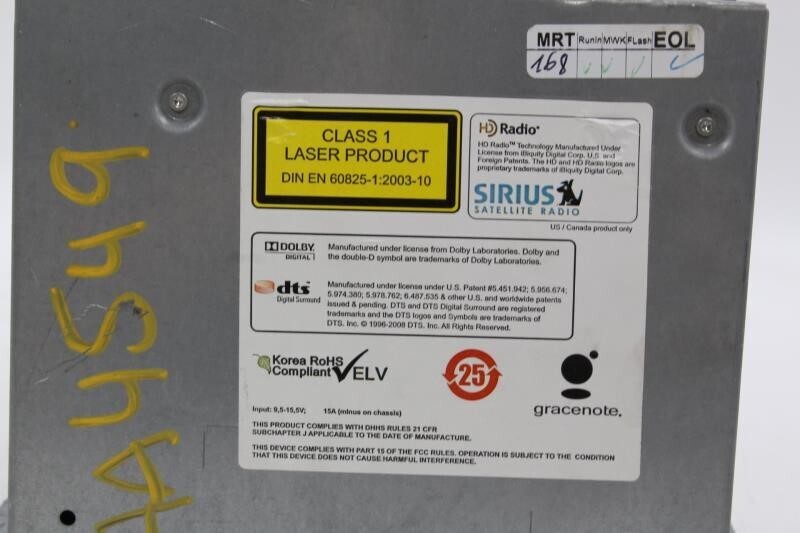 MRT Runin MWK FLash EOL
168
CLASS 1
LASER PRODUCT
DIN EN 60825-1:2003-10
HD Radio
HD Radio™ Technology Manufactured Under
License from iBiquity Digital Corp. U.S. and
Foreign Patents. The HD and HD Radio logos are
proprietary trademarks of iBiquity Digital Corp.
SIRIUS
SATELLITE RADIO
US / Canada product only
DOLBY
DIGITAL
Manufactured under license from Dolby Laboratories. Dolby and
the double-D symbol are trademarks of Dolby Laboratories.
dts
Digital Surround
Manufactured under license under U.S. Patent #5.451.942; 5.956.674;
5.974.380; 5.978.762; 6.487.535 & other U.S. and worldwide patents
issued & pending. DTS and DTS Digital Surround are registered
trademarks and the DTS logos and Symbols are trademarks of
DTS. Inc. © 1996-2008 DTS. Inc. All Rights Reserved.
Korea RoHS
Compliant
ELV
25
gracenote.
Input: 9,5-15,5V; 15A (minus on chassis)
THIS PRODUCT COMPLIES WITH DHHS RULES 21 CFR
SUBCHAPTER J APPLICABLE TO THE DATE OF MANUFACTURE.
THIS DEVICE COMPLIES WITH PART 15 OF THE FCC RULES. OPERATION IS SUBJECT TO THE CONDITION
THAT THIS DEVICE DOES NOT CAUSE HARMFUL INTERFERENCE.